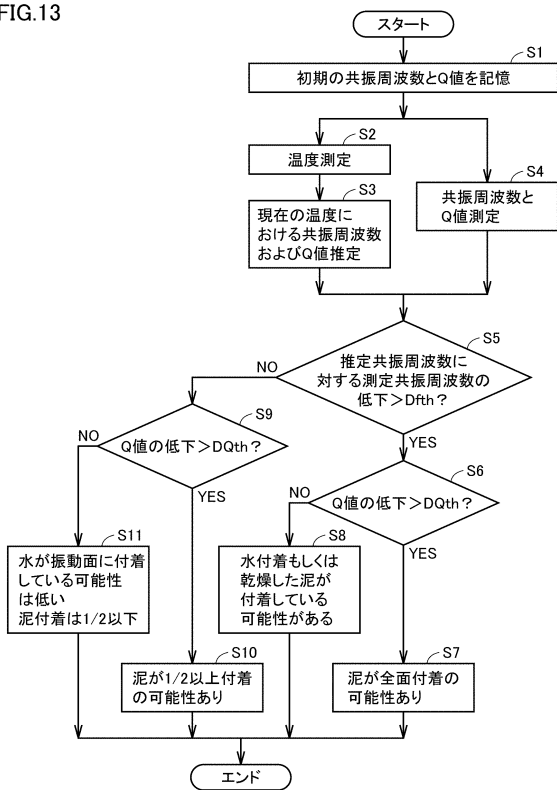 FIG.13
スタート
S1
初期の共振周波数とQ値を記憶
S2
温度測定
S3
現在の温度に
おける共振周波数
およびQ値推定
S4
共振周波数と
Q値測定
S5
推定共振周波数に
対する測定共振周波数の
低下>Dfth?
NO
YES
S9
Q値の低下>DQth?
NO
YES
S6
Q値の低下>DQth?
NO
YES
S11
水が振動面に付着
している可能性
は低い
泥付着は1/2以下
S8
水付着もしくは
乾燥した泥が
付着している
可能性がある
S10
泥が1/2以上付着
の可能性あり
S7
泥が全面付着の
可能性あり
エンド